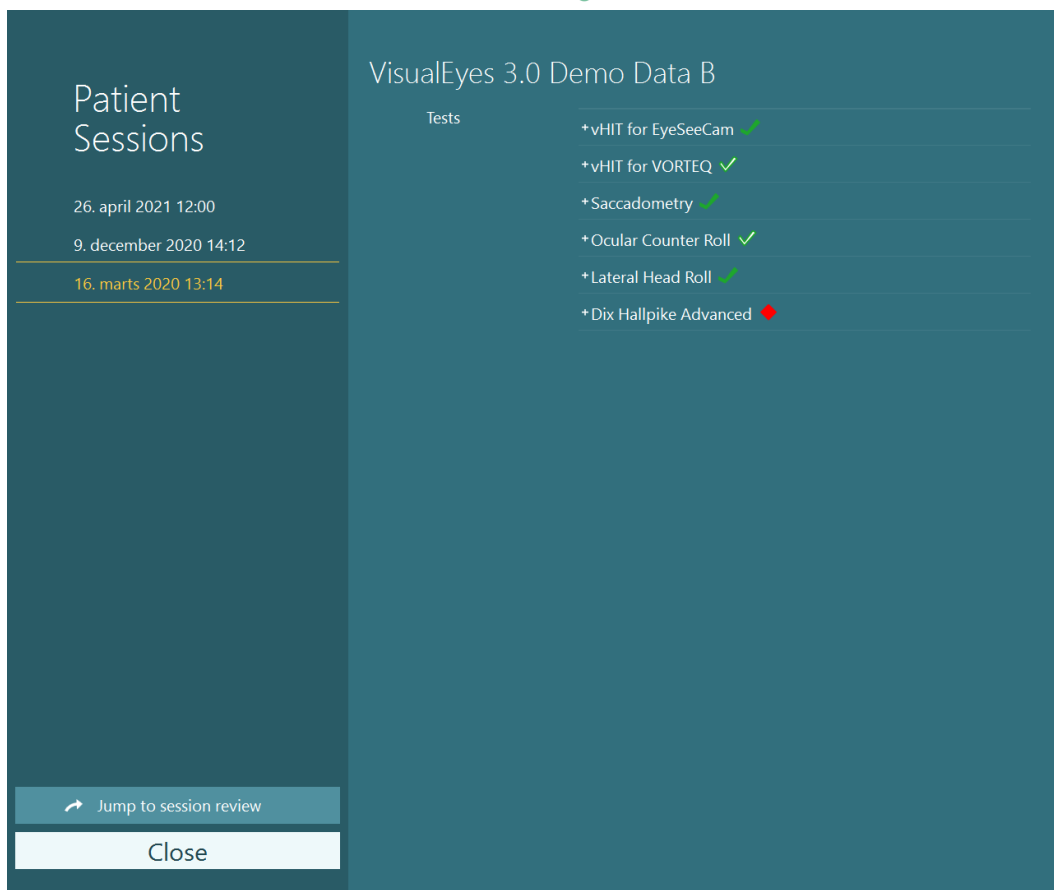 Patient
Sessions
26. april 2021 12:00
9. december 2020 14:12
16. marts 2020 13:14
Jump to session review
Close
VisualEyes 3.0 Demo Data B
Tests
+vHIT for EyeSeeCam
+vHIT for VORTEQ
+Saccadometry
+Ocular Counter Roll
+Lateral Head Roll
+Dix Hallpike Advanced